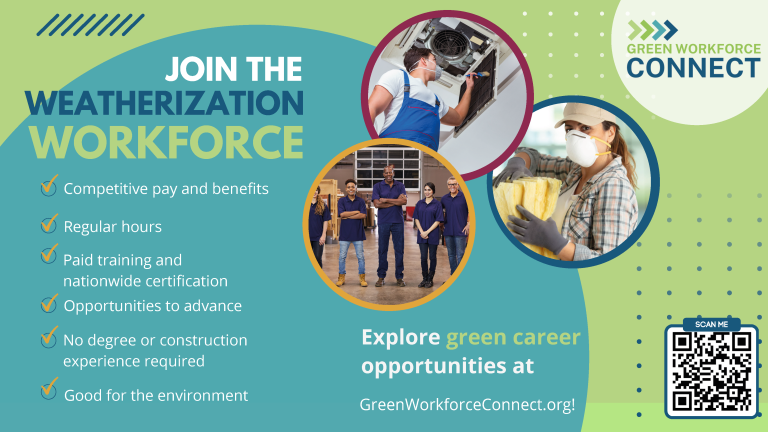 JOIN THE
WEATHERIZATION
WORKFORCE
Competitive pay and benefits
Regular hours
Paid training and
nationwide certification
Opportunities to advance
No degree or construction
experience required
Good for the environment
GREEN WORKFORCE
CONNECT
Explore green career
opportunities at
GreenWorkforceConnect.org!
SCAN ME